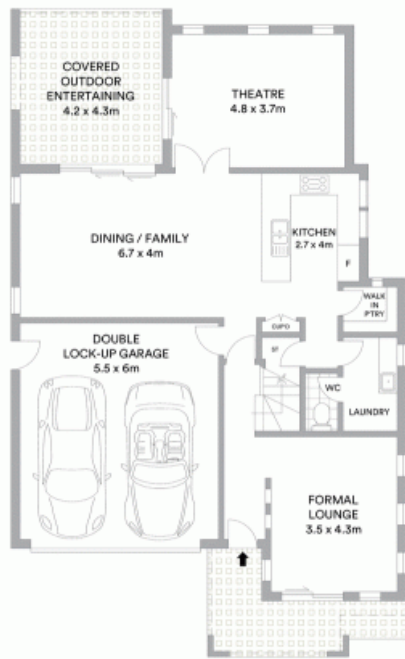 COVERED
OUTDOOR
ENTERTAINING
4.2 x 4.3m
THEATRE
4.8 x 3.7m
DINING / FAMILY
6.7 x 4m
KITCHEN
2.7 x 4m
F
WALK
IN
PTRY
CUPD
DOUBLE
LOCK-UP GARAGE
5.5 x 6m
ST
WC
LAUNDRY
FORMAL
LOUNGE
3.5 x 4.3m